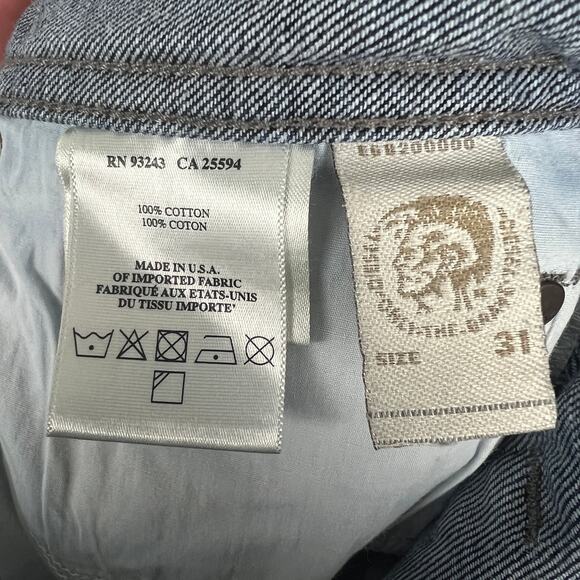 RN 93243 CA 25594
100% COTTON
100% COTON
MADE IN U.S.A.
OF IMPORTED FABRIC
FABRIQUÉ AUX ETATS-UNIS
DU TISSU IMPORTE'
SIZE 31